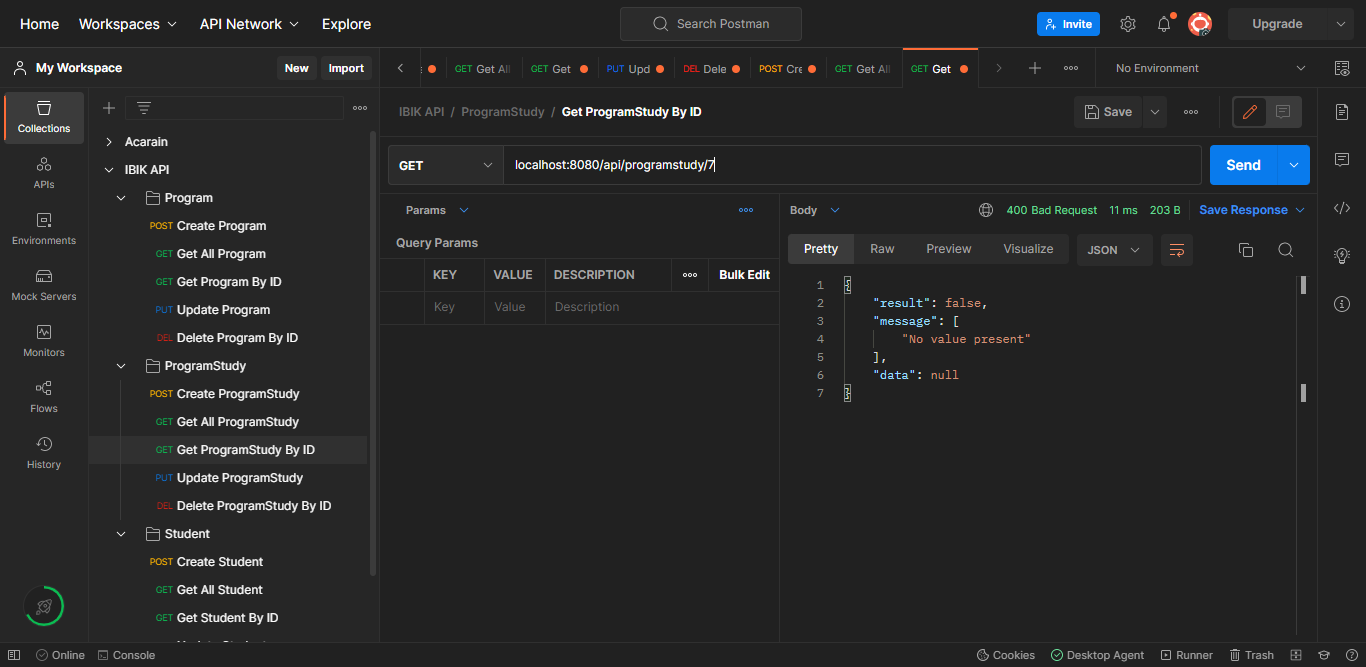 Home Workspaces API Network Explore Search Postman Invite Upgrade
My Workspace New Import GET Get All GET Get PUT Upd DEL Dele POST Cre GET Get All GET Get No Environment
Collections
APIs
Environments
Mock Servers
Monitors
Flows
History
Acarain
IBIK API
Program
POST Create Program
GET Get All Program
GET Get Program By ID
PUT Update Program
DEL Delete Program By ID
ProgramStudy
POST Create ProgramStudy
GET Get All ProgramStudy
GET Get ProgramStudy By ID
PUT Update ProgramStudy
DEL Delete ProgramStudy By ID
Student
POST Create Student
GET Get All Student
GET Get Student By ID
IBIK API / ProgramStudy / Get ProgramStudy By ID Save
GET localhost:8080/api/programstudy/7 Send
Params
Query Params
KEY VALUE DESCRIPTION Bulk Edit
Key Value Description
Body 400 Bad Request 11 ms 203 B Save Response
Pretty Raw Preview Visualize JSON
1 {
2 "result": false,
3 "message": [
4 "No value present"
5 ],
6 "data": null
7 }
Online Console Cookies Desktop Agent Runner Trash